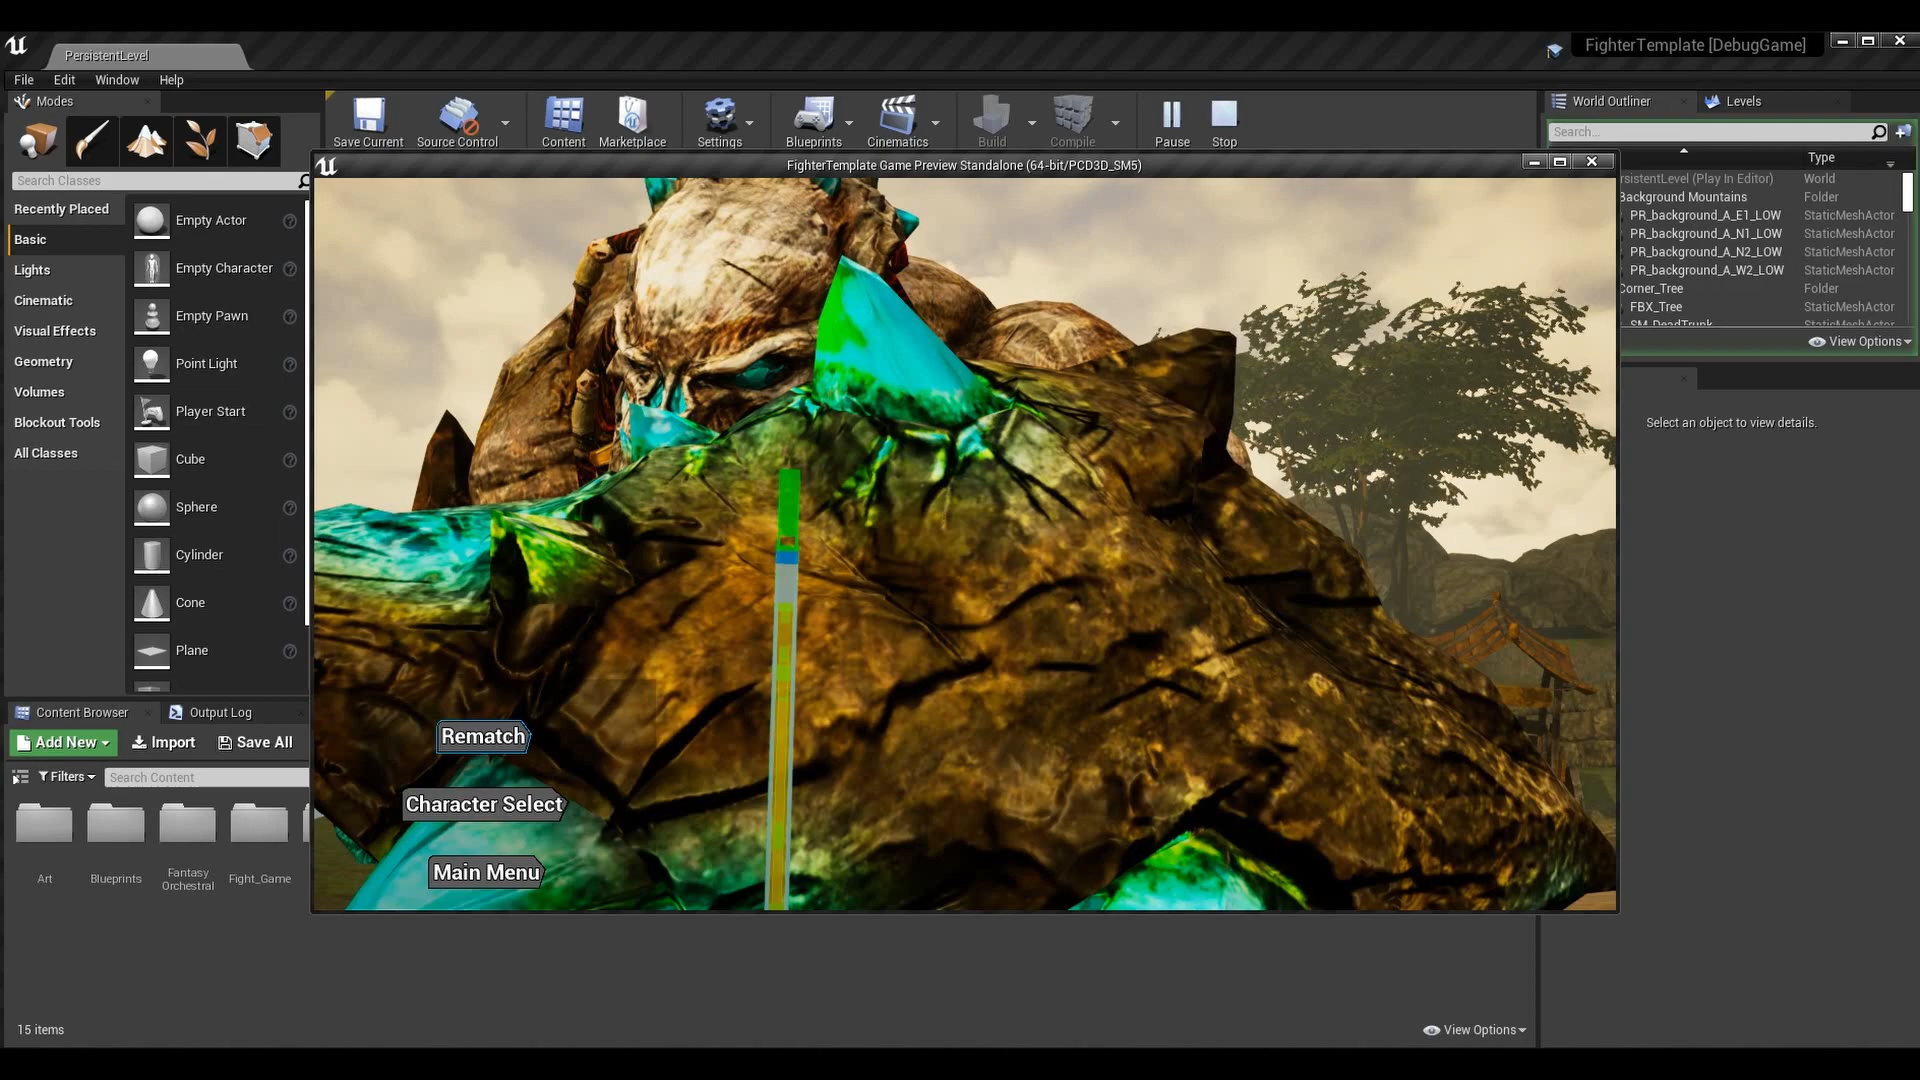 PersistentLevel
FighterTemplate [DebugGame]
File Edit Window Help
Modes
World Outliner
Levels
Save Current
Source Control
Content
Marketplace
Settings
Blueprints
Cinematics
Build
Compile
Pause
Stop
Search...
FighterTemplate Game Preview Standalone (64-bit/PCD3D_SM5)
Type
Search Classes
rsistentLevel (Play In Editor) World
Background Mountains Folder
PR_background_A_E1_LOW StaticMeshActor
PR_background_A_N1_LOW StaticMeshActor
PR_background_A_N2_LOW StaticMeshActor
PR_background_A_W2_LOW StaticMeshActor
Corner_Tree Folder
FBX_Tree StaticMeshActor
SM_DeadTrunk StaticMeshActor
View Options
Select an object to view details.
Recently Placed
Basic
Lights
Cinematic
Visual Effects
Geometry
Volumes
Blockout Tools
All Classes
Empty Actor
Empty Character
Empty Pawn
Point Light
Player Start
Cube
Sphere
Cylinder
Cone
Plane
Rematch
Character Select
Main Menu
Content Browser
Output Log
Add New
Import
Save All
Filters
Search Content
Art
Blueprints
Fantasy
Orchestral
Fight_Game
15 items
View Options